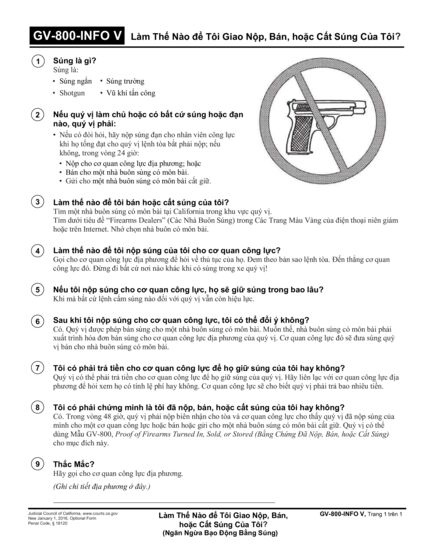 GV-800-INFO V Làm Thế Nào để Tôi Giao Nộp, Bán, hoặc Cất Súng Của Tôi?
1 Súng là gì?
Súng là:
• Súng ngắn • Súng trường
• Shotgun • Vũ khí tấn công
2 Nếu quý vị làm chủ hoặc có bất cứ súng hoặc đạn
nào, quý vị phải:
• Nếu có đòi hỏi, hãy nộp súng đạn cho nhân viên công lực
khi họ tống đạt cho quý vị lệnh tòa bắt phải nộp; nếu
không, trong vòng 24 giờ:
• Nộp cho cơ quan công lực địa phương; hoặc
• Bán cho một nhà buôn súng có môn bài.
• Gửi cho một nhà buôn súng có môn bài cất giữ.
3 Làm thế nào để tôi bán hoặc cất súng của tôi?
Tìm một nhà buôn súng có môn bài tại California trong khu vực quý vị.
Tìm dưới tiêu đề “Firearms Dealers” (Các Nhà Buôn Súng) trong Các Trang Màu Vàng của điện thoại niên giám
hoặc trên Internet. Nhớ chọn nhà buôn có môn bài.
4 Làm thế nào để tôi nộp súng của tôi cho cơ quan công lực?
Gọi cho cơ quan công lực địa phương để hỏi về thủ tục của họ. Đem theo bản sao lệnh tòa. Đến thẳng cơ quan
công lực đó. Đừng đi bất cứ nơi nào khác khi có súng trong xe quý vị!
5 Nếu tôi nộp súng cho cơ quan công lực, họ sẽ giữ súng trong bao lâu?
Khi mà bất cứ lệnh cấm súng nào đối với quý vị vẫn còn hiệu lực.
6 Sau khi tôi nộp súng cho cơ quan công lực, tôi có thể đổi ý không?
Có. Quý vị được phép bán súng cho một nhà buôn súng có môn bài. Muốn thế, nhà buôn súng có môn bài phải
xuất trình hóa đơn bán súng cho cơ quan công lực địa phương của quý vị. Cơ quan công lực đó sẽ đưa súng quý
vị bán cho nhà buôn súng có môn bài.
7 Tôi có phải trả tiền cho cơ quan công lực để họ giữ súng của tôi hay không?
Quý vị có thể phải trả tiền cho cơ quan công lực để họ giữ súng của quý vị. Hãy liên lạc với cơ quan công lực địa
phương để hỏi xem họ có tính lệ phí hay không. Cơ quan công lực sẽ cho biết quý vị phải trả bao nhiêu tiền.
8 Tôi có phải chứng minh là tôi đã nộp, bán, hoặc cất súng của tôi hay không?
Có. Trong vòng 48 giờ, quý vị phải nộp biên nhận cho tòa và cơ quan công lực cho thấy quý vị đã nộp súng của
mình cho một cơ quan công lực hoặc bán hoặc gửi cho một nhà buôn súng có môn bài cất giữ. Quý vị có thể
dùng Mẫu GV-800, Proof of Firearms Turned In, Sold, or Stored (Bằng Chứng Đã Nộp, Bán, hoặc Cất Súng)
cho mục đích này.
9 Thắc Mắc?
Hãy gọi cho cơ quan công lực địa phương.
(Ghi chi tiết địa phương ở đây.)
Judicial Council of California, www.courts.ca.gov
New January 1, 2016, Optional Form
Penal Code, § 18120
Làm Thế Nào để Tôi Giao Nộp, Bán,
hoặc Cất Súng Của Tôi?
(Ngăn Ngừa Bạo Động Bằng Súng)
GV-800-INFO V, Trang 1 trên 1